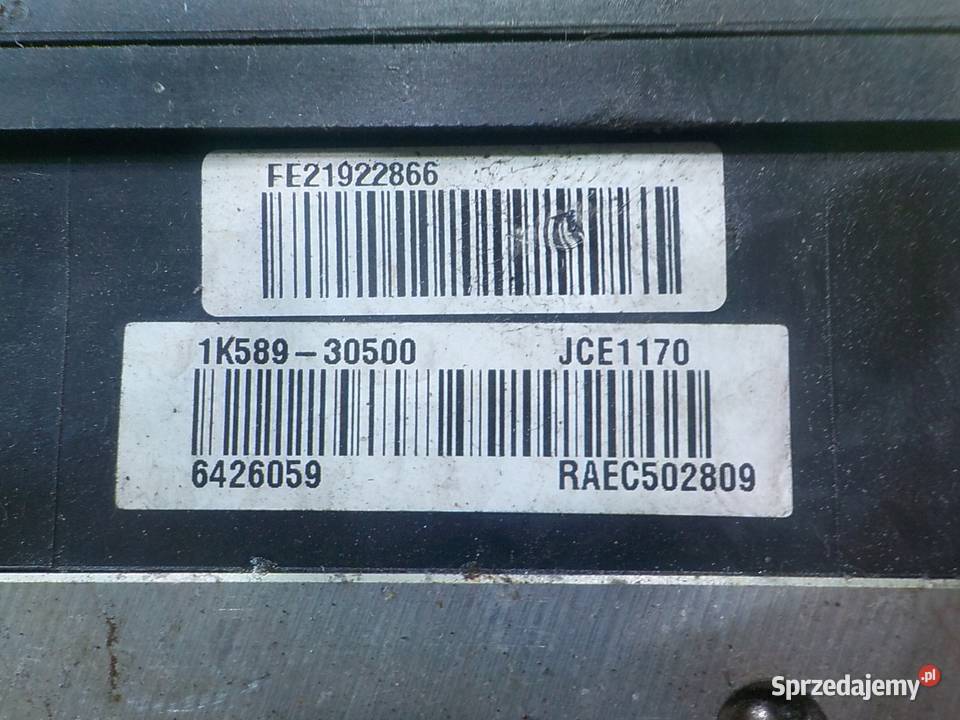 FE21922866
1K589-30500 JCE1170
6426059 RAEC502809
Sprzedajemy.pl